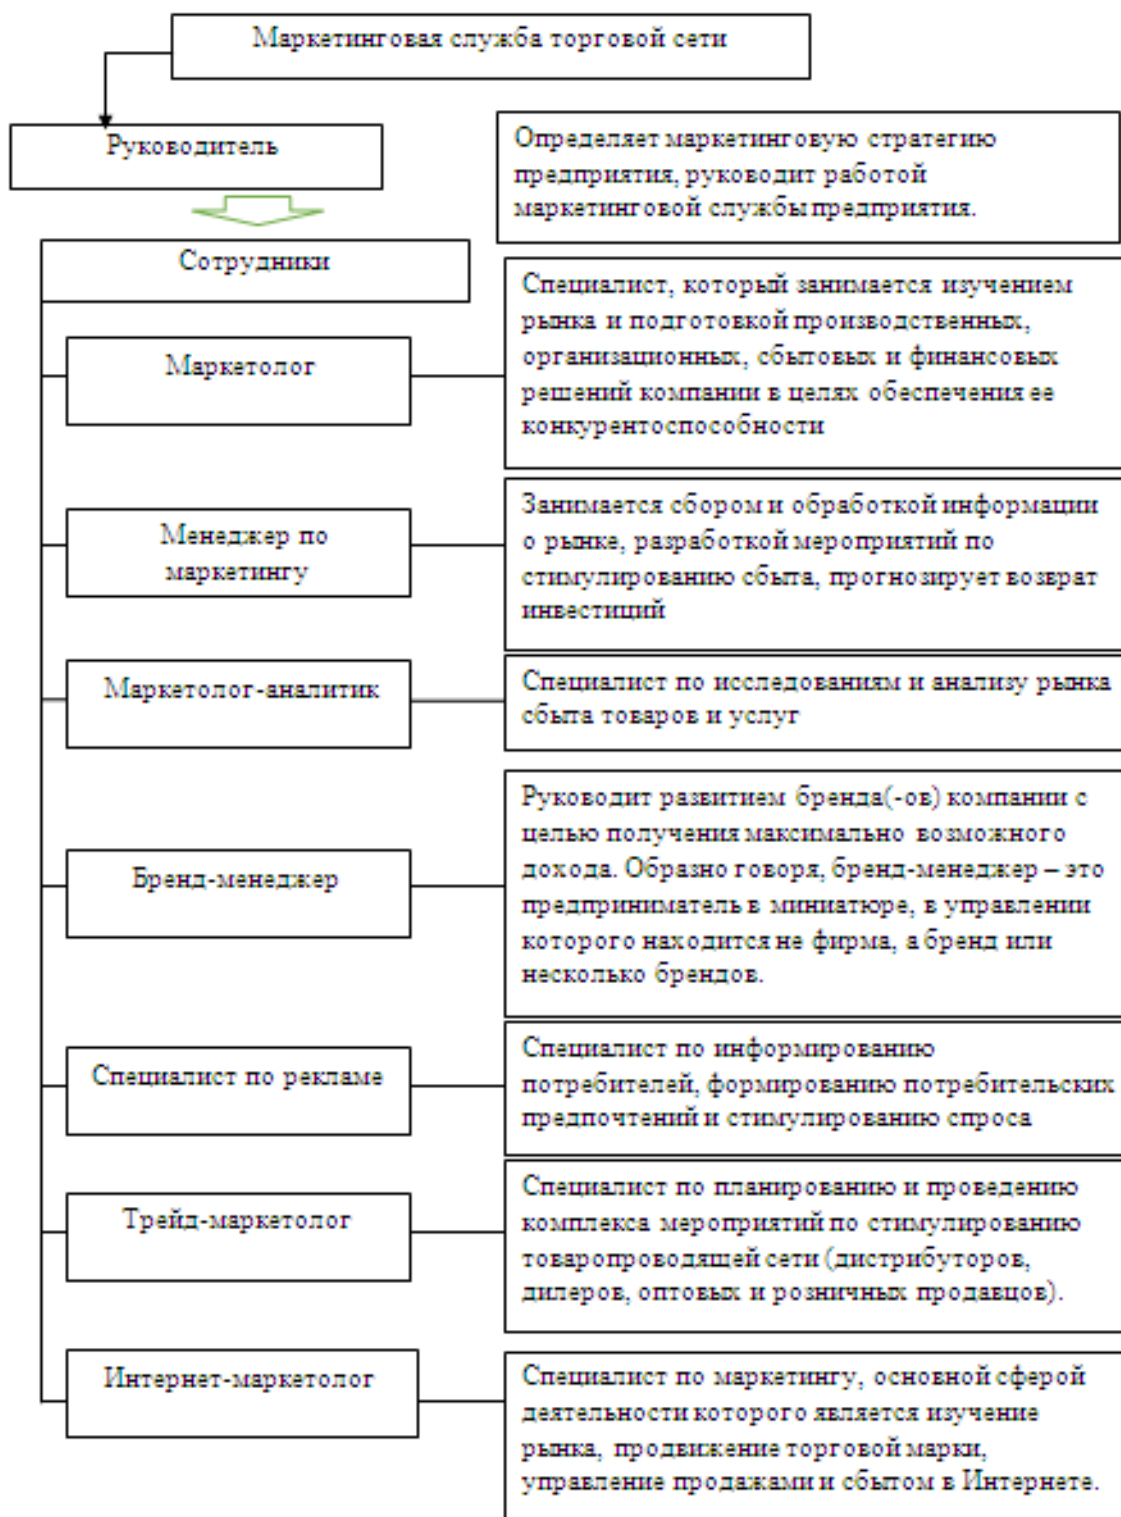 Маркетинговая служба торговой сети
Руководитель
Определяет маркетинговую стратегию
предприятия, руководит работой
маркетинговой службы предприятия.
Сотрудники
Маркетолог
Специалист, который занимается изучением
рынка и подготовкой производственных,
организационных, сбытовых и финансовых
решений компании в целях обеспечения ее
конкурентоспособности
Менеджер по
маркетингу
Занимается сбором и обработкой информации
о рынке, разработкой мероприятий по
стимулированию сбыта, прогнозирует возврат
инвестиций
Маркетолог-аналитик
Специалист по исследованиям и анализу рынка
сбыта товаров и услуг
Бренд-менеджер
Руководит развитием бренда(-ов) компании с
целью получения максимально возможного
дохода. Образно говоря, бренд-менеджер – это
предприниматель в миниатюре, в управлении
которого находится не фирма, а бренд или
несколько брендов.
Специалист по рекламе
Специалист по информированию
потребителей, формированию потребительских
предпочтений и стимулированию спроса
Трейд-маркетолог
Специалист по планированию и проведению
комплекса мероприятий по стимулированию
товаропроводящей сети (дистрибуторов,
дилеров, оптовых и розничных продавцов).
Интернет-маркетолог
Специалист по маркетингу, основной сферой
деятельности которого является изучение
рынка, продвижение торговой марки,
управление продажами и сбытом в Интернете.